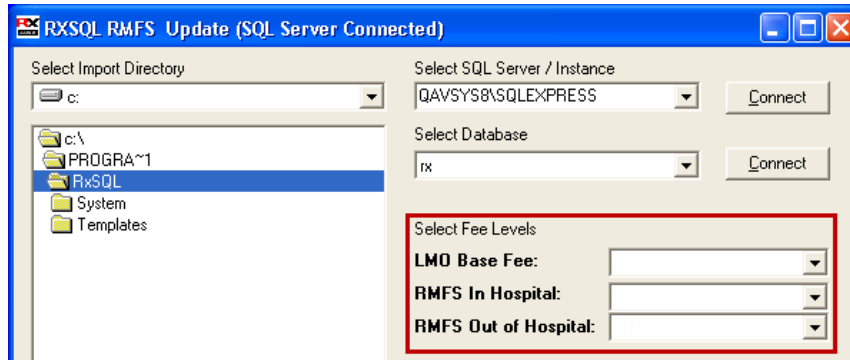 RX RXSQL RMFS Update (SQL Server Connected)
Select Import Directory
c:
c:\
PROGRA~1
RxSQL
System
Templates
Select SQL Server / Instance
QAVSYS8\SQLEXPRESS
Connect
Select Database
rx
Connect
Select Fee Levels
LMO Base Fee:
RMFS In Hospital:
RMFS Out of Hospital: